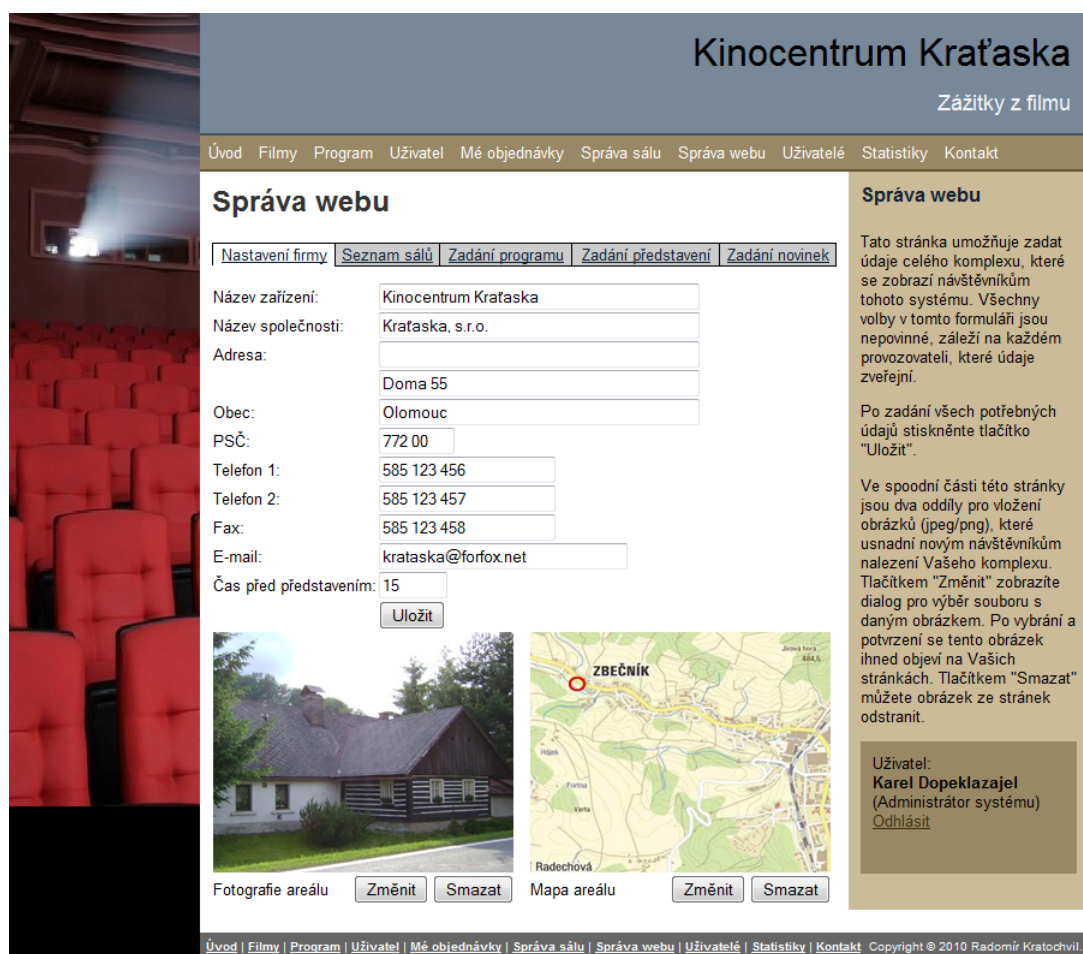 Kinocentrum Kraťaska
Zážitky z filmu
Úvod Filmy Program Uživatel Mé objednávky Správa sálu Správa webu Uživatelé Statistiky Kontakt
Správa webu
Nastavení firmy Seznam sálů Zadání programu Zadání představení Zadání novinek
Název zařízení: Kinocentrum Kraťaska
Název společnosti: Kraťaska, s.r.o.
Adresa:
Doma 55
Obec: Olomouc
PSČ: 772 00
Telefon 1: 585 123 456
Telefon 2: 585 123 457
Fax: 585 123 458
E-mail: krataska@forfox.net
Čas před představením: 15
Uložit
Jírová hora
484,5
ZBEČNÍK
Hájek
Fortna
Varta
Radechová
Fotografie areálu Změnit Smazat Mapa areálu Změnit Smazat
Správa webu
Tato stránka umožňuje zadat
údaje celého komplexu, které
se zobrazí návštěvníkům
tohoto systému. Všechny
volby v tomto formuláři jsou
nepovinné, záleží na každém
provozovateli, které údaje
zveřejní.
Po zadání všech potřebných
údajů stiskněte tlačítko
"Uložit".
Ve spoodní části této stránky
jsou dva oddíly pro vložení
obrázků (jpeg/png), které
usnadní novým návštěvníkům
nalezení Vašeho komplexu.
Tlačítkem "Změnit" zobrazíte
dialog pro výběr souboru s
daným obrázkem. Po vybrání a
potvrzení se tento obrázek
ihned objeví na Vašich
stránkách. Tlačítkem "Smazat"
můžete obrázek ze stránek
odstranit.
Uživatel:
Karel Dopeklazajel
(Administrátor systému)
Odhlásit
Úvod | Filmy | Program | Uživatel | Mé objednávky | Správa sálu | Správa webu | Uživatelé | Statistiky | Kontakt Copyright © 2010 Radomír Kratochvil.